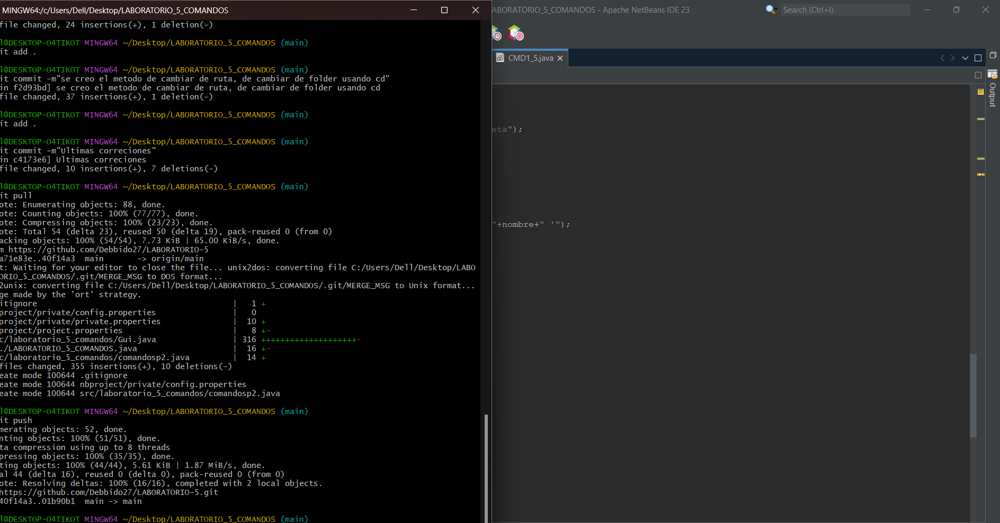 MINGW64:/c/Users/Dell/Desktop/LABORATORIO_5_COMANDOS
file changed, 24 insertions(+), 1 deletion(-)
l@DESKTOP-O4TIKOT MINGW64 ~/Desktop/LABORATORIO_5_COMANDOS (main)
it add .
l@DESKTOP-O4TIKOT MINGW64 ~/Desktop/LABORATORIO_5_COMANDOS (main)
it commit -m"se creo el metodo de cambiar de ruta, de cambiar de folder usando cd"
in f2d93bd] se creo el metodo de cambiar de ruta, de cambiar de folder usando cd
file changed, 37 insertions(+), 1 deletion(-)
l@DESKTOP-O4TIKOT MINGW64 ~/Desktop/LABORATORIO_5_COMANDOS (main)
it add .
l@DESKTOP-O4TIKOT MINGW64 ~/Desktop/LABORATORIO_5_COMANDOS (main)
it commit -m"Ultimas correciones"
in c4173e6] Ultimas correciones
file changed, 10 insertions(+), 7 deletions(-)
l@DESKTOP-O4TIKOT MINGW64 ~/Desktop/LABORATORIO_5_COMANDOS (main)
it pull
ote: Enumerating objects: 88, done.
ote: Counting objects: 100% (77/77), done.
ote: Compressing objects: 100% (23/23), done.
ote: Total 54 (delta 23), reused 50 (delta 19), pack-reused 0 (from 0)
acking objects: 100% (54/54), 7.73 KiB | 65.00 KiB/s, done.
m https://github.com/Debbido27/LABORATORIO-5
a71e83e..40f14a3  main        -> origin/main
t: Waiting for your editor to close the file... unix2dos: converting file C:/Users/Dell/Desktop/LABO
ORIO_5_COMANDOS/.git/MERGE_MSG to DOS format...
2unix: converting file C:/Users/Dell/Desktop/LABORATORIO_5_COMANDOS/.git/MERGE_MSG to Unix format...
ge made by the 'ort' strategy.
itignore | 1 +
project/private/config.properties | 0
project/private/private.properties | 10 +
project/project.properties | 8 +-
c/laboratorio_5_comandos/Gui.java | 316 ++++++++++++++++++++-
./LABORATORIO_5_COMANDOS.java | 16 +-
c/laboratorio_5_comandos/comandosp2.java | 14 +
files changed, 355 insertions(+), 10 deletions(-)
eate mode 100644 .gitignore
eate mode 100644 nbproject/private/config.properties
eate mode 100644 src/laboratorio_5_comandos/comandosp2.java
l@DESKTOP-O4TIKOT MINGW64 ~/Desktop/LABORATORIO_5_COMANDOS (main)
it push
merating objects: 52, done.
nting objects: 100% (51/51), done.
ta compression using up to 8 threads
pressing objects: 100% (35/35), done.
ting objects: 100% (44/44), 5.61 KiB | 1.87 MiB/s, done.
al 44 (delta 16), reused 0 (delta 0), pack-reused 0 (from 0)
ote: Resolving deltas: 100% (16/16), completed with 2 local objects.
https://github.com/Debbido27/LABORATORIO-5.git
40f14a3..01b90b1  main -> main
l@DESKTOP-O4TIKOT MINGW64 ~/Desktop/LABORATORIO_5_COMANDOS (main)
ABORATORIO_5_COMANDOS - Apache NetBeans IDE 23
Search (Ctrl+I)
CMD1_5.java
eta");
"+nombre+" '");
Output